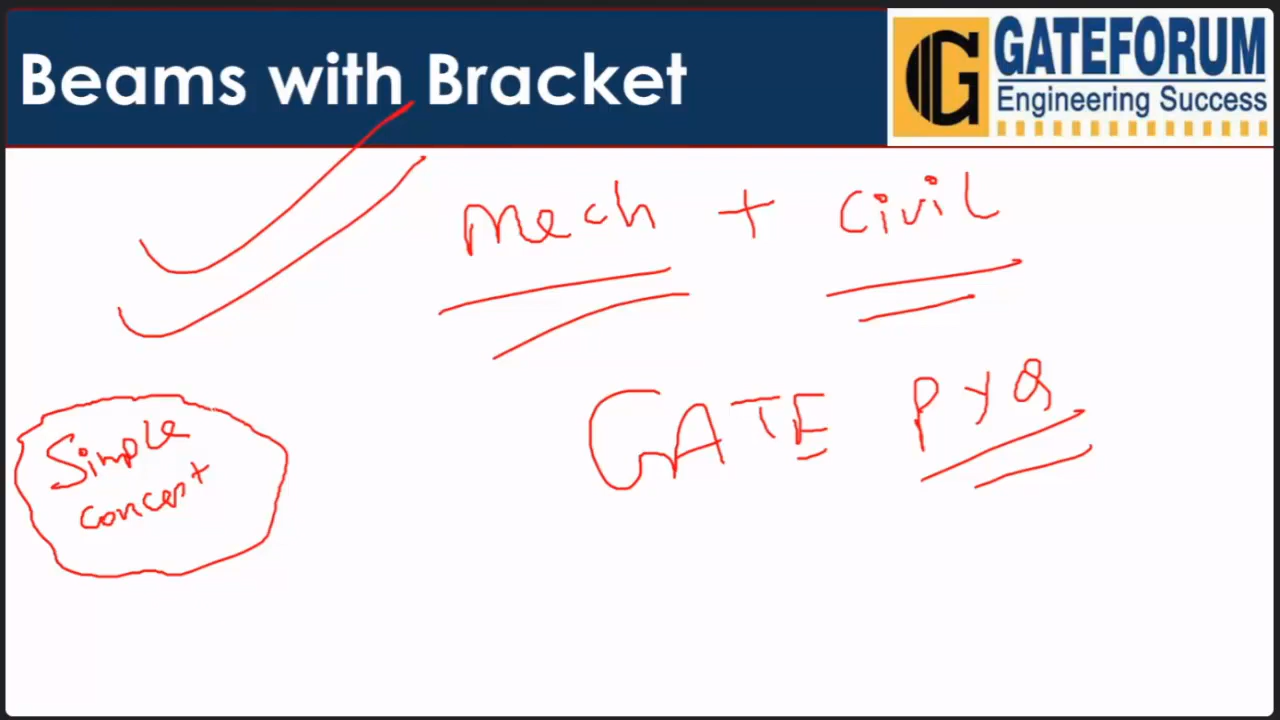 Beams with Bracket
GATEFORUM
Engineering Success
Mech + Civil
GATE PYQ
Simple
concept